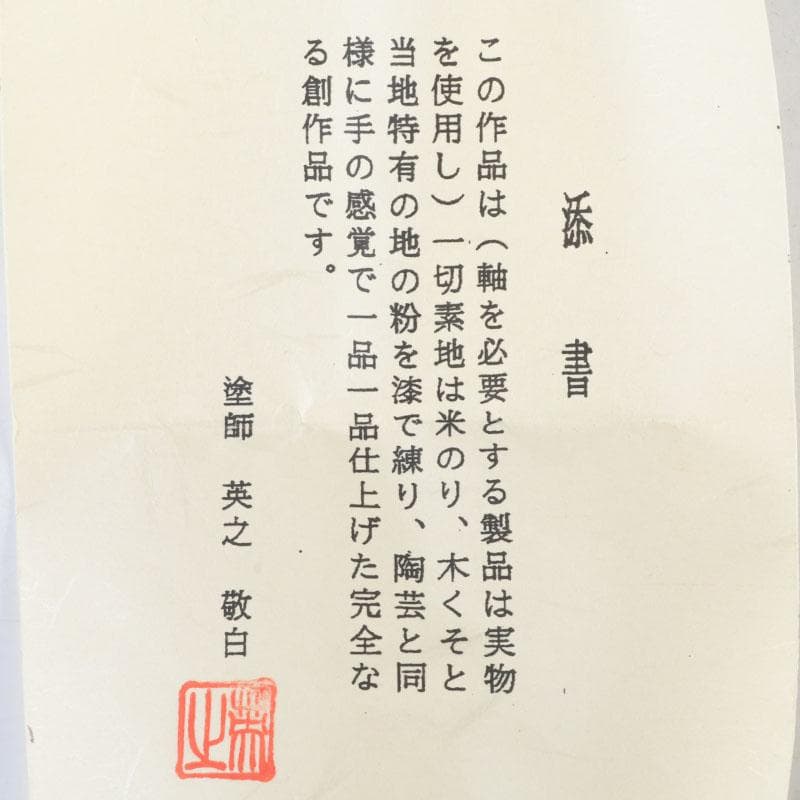 添書
この作品は（軸を必要とする製品は実物
を使用し）一切素地は米のり、木くそと
当地特有の地の粉を漆で練り、陶芸と同
様に手の感覚で一品一品仕上げた完全な
る創作品です。
塗師 英之 敬白
英之